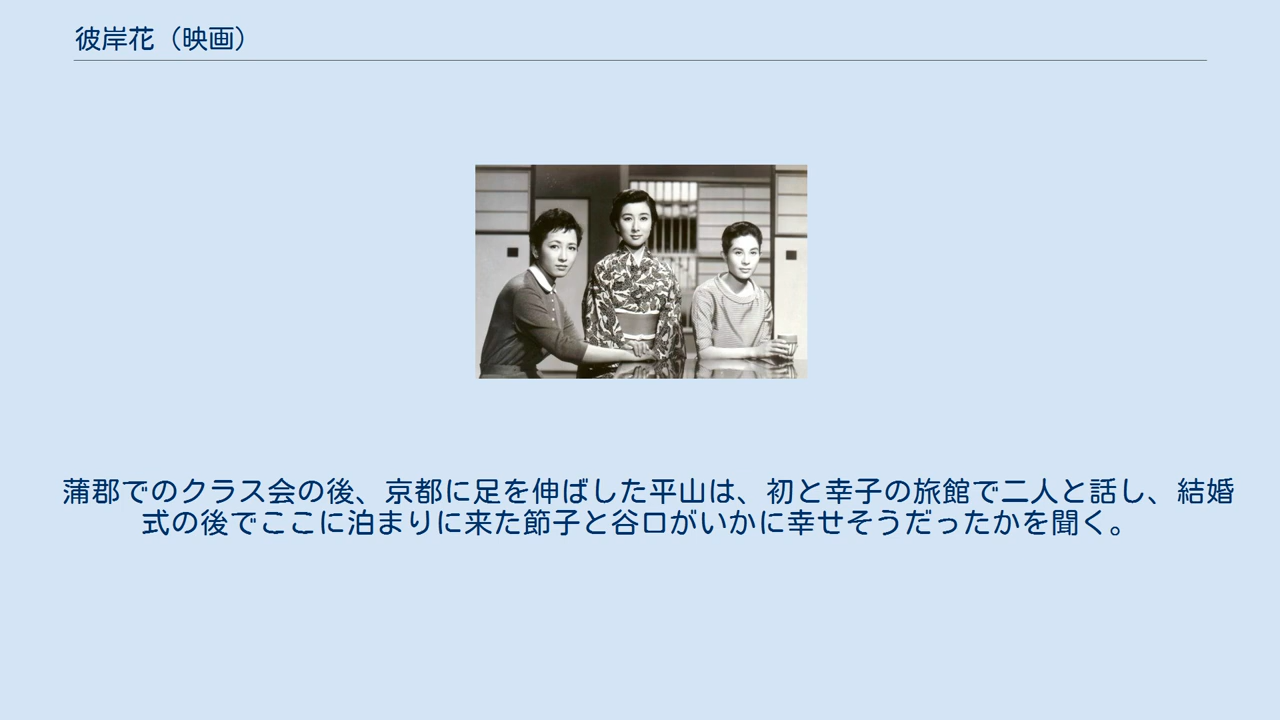 彼岸花（映画）
蒲郡でのクラス会の後、京都に足を伸ばした平山は、初と幸子の旅館で二人と話し、結婚
式の後でここに泊まりに来た節子と谷口がいかに幸せそうだったかを聞く。